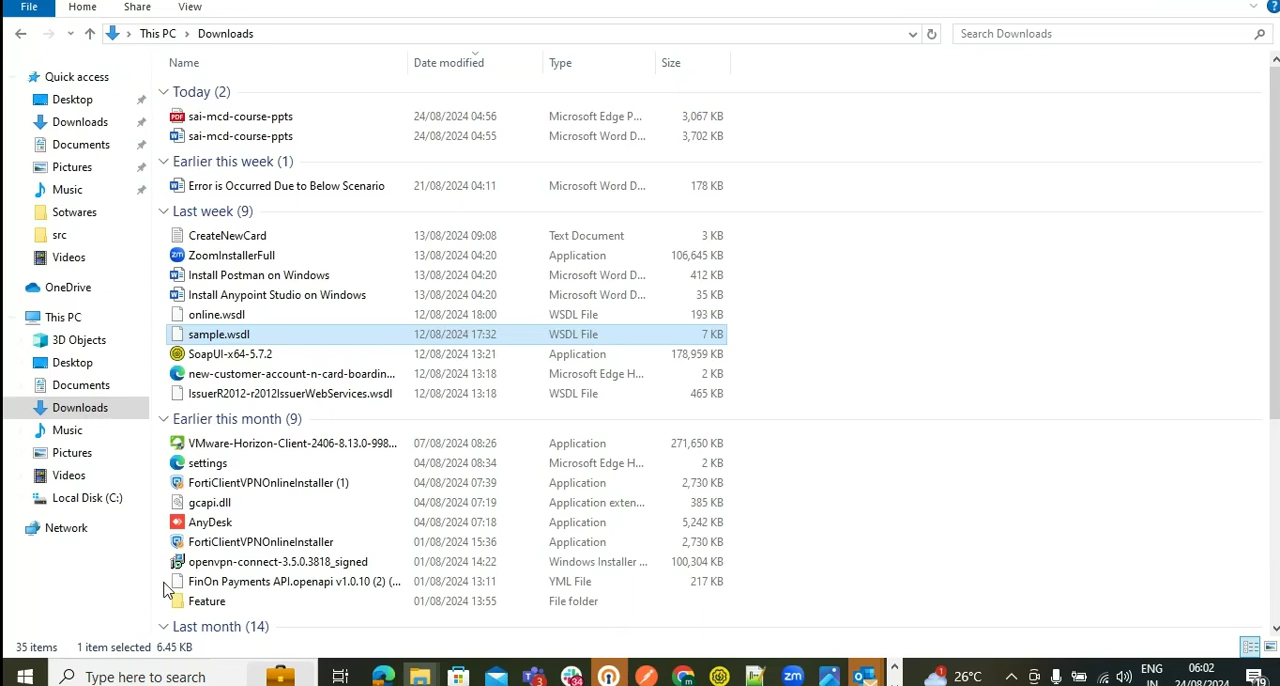 File Home Share View
This PC Downloads Search Downloads
Name Date modified Type Size
Quick access
Desktop
Downloads
Documents
Pictures
Music
Sotwares
src
Videos
OneDrive
This PC
3D Objects
Desktop
Documents
Downloads
Music
Pictures
Videos
Local Disk (C:)
Network
Today (2)
sai-mcd-course-ppts 24/08/2024 04:56 Microsoft Edge P... 3,067 KB
sai-mcd-course-ppts 24/08/2024 04:55 Microsoft Word D... 3,702 KB
Earlier this week (1)
Error is Occurred Due to Below Scenario 21/08/2024 04:11 Microsoft Word D... 178 KB
Last week (9)
CreateNewCard 13/08/2024 09:08 Text Document 3 KB
ZoomInstallerFull 13/08/2024 04:20 Application 106,645 KB
Install Postman on Windows 13/08/2024 04:20 Microsoft Word D... 412 KB
Install Anypoint Studio on Windows 13/08/2024 04:20 Microsoft Word D... 35 KB
online.wsdl 12/08/2024 18:00 WSDL File 193 KB
sample.wsdl 12/08/2024 17:32 WSDL File 7 KB
SoapUI-x64-5.7.2 12/08/2024 13:21 Application 178,959 KB
new-customer-account-n-card-boardin... 12/08/2024 13:18 Microsoft Edge H... 2 KB
IssuerR2012-r2012IssuerWebServices.wsdl 12/08/2024 13:18 WSDL File 465 KB
Earlier this month (9)
VMware-Horizon-Client-2406-8.13.0-998... 07/08/2024 08:26 Application 271,650 KB
settings 04/08/2024 08:34 Microsoft Edge H... 2 KB
FortiClientVPNOnlineInstaller (1) 04/08/2024 07:39 Application 2,730 KB
gcapi.dll 04/08/2024 07:19 Application exten... 385 KB
AnyDesk 04/08/2024 07:18 Application 5,242 KB
FortiClientVPNOnlineInstaller 01/08/2024 15:36 Application 2,730 KB
openvpn-connect-3.5.0.3818_signed 01/08/2024 14:22 Windows Installer ... 100,304 KB
FinOn Payments API.openapi v1.0.10 (2) (... 01/08/2024 13:11 YML File 217 KB
Feature 01/08/2024 13:55 File folder
Last month (14)
35 items 1 item selected 6.45 KB
Type here to search 26°C ENG 06:02
IN 24/08/2024